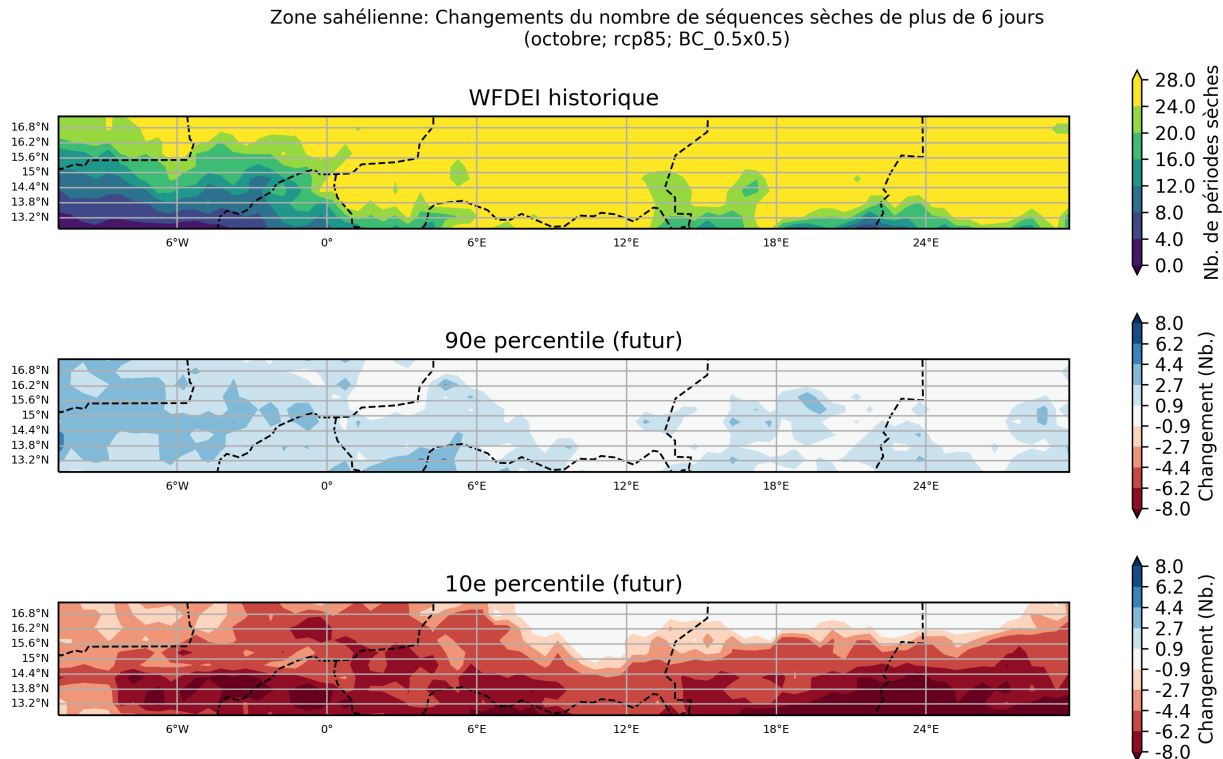 Zone sahélienne: Changements du nombre de séquences sèches de plus de 6 jours
(octobre; rcp85; BC_0.5x0.5)
WFDEI historique
16.8°N
16.2°N
15.6°N
15°N
14.4°N
13.8°N
13.2°N
6°W 0° 6°E 12°E 18°E 24°E
28.0
24.0
20.0
16.0
12.0
8.0
4.0
0.0
Nb. de périodes sèches
90e percentile (futur)
16.8°N
16.2°N
15.6°N
15°N
14.4°N
13.8°N
13.2°N
6°W 0° 6°E 12°E 18°E 24°E
8.0
6.2
4.4
2.7
0.9
-0.9
-2.7
-4.4
-6.2
-8.0
Changement (Nb.)
10e percentile (futur)
16.8°N
16.2°N
15.6°N
15°N
14.4°N
13.8°N
13.2°N
6°W 0° 6°E 12°E 18°E 24°E
8.0
6.2
4.4
2.7
0.9
-0.9
-2.7
-4.4
-6.2
-8.0
Changement (Nb.)